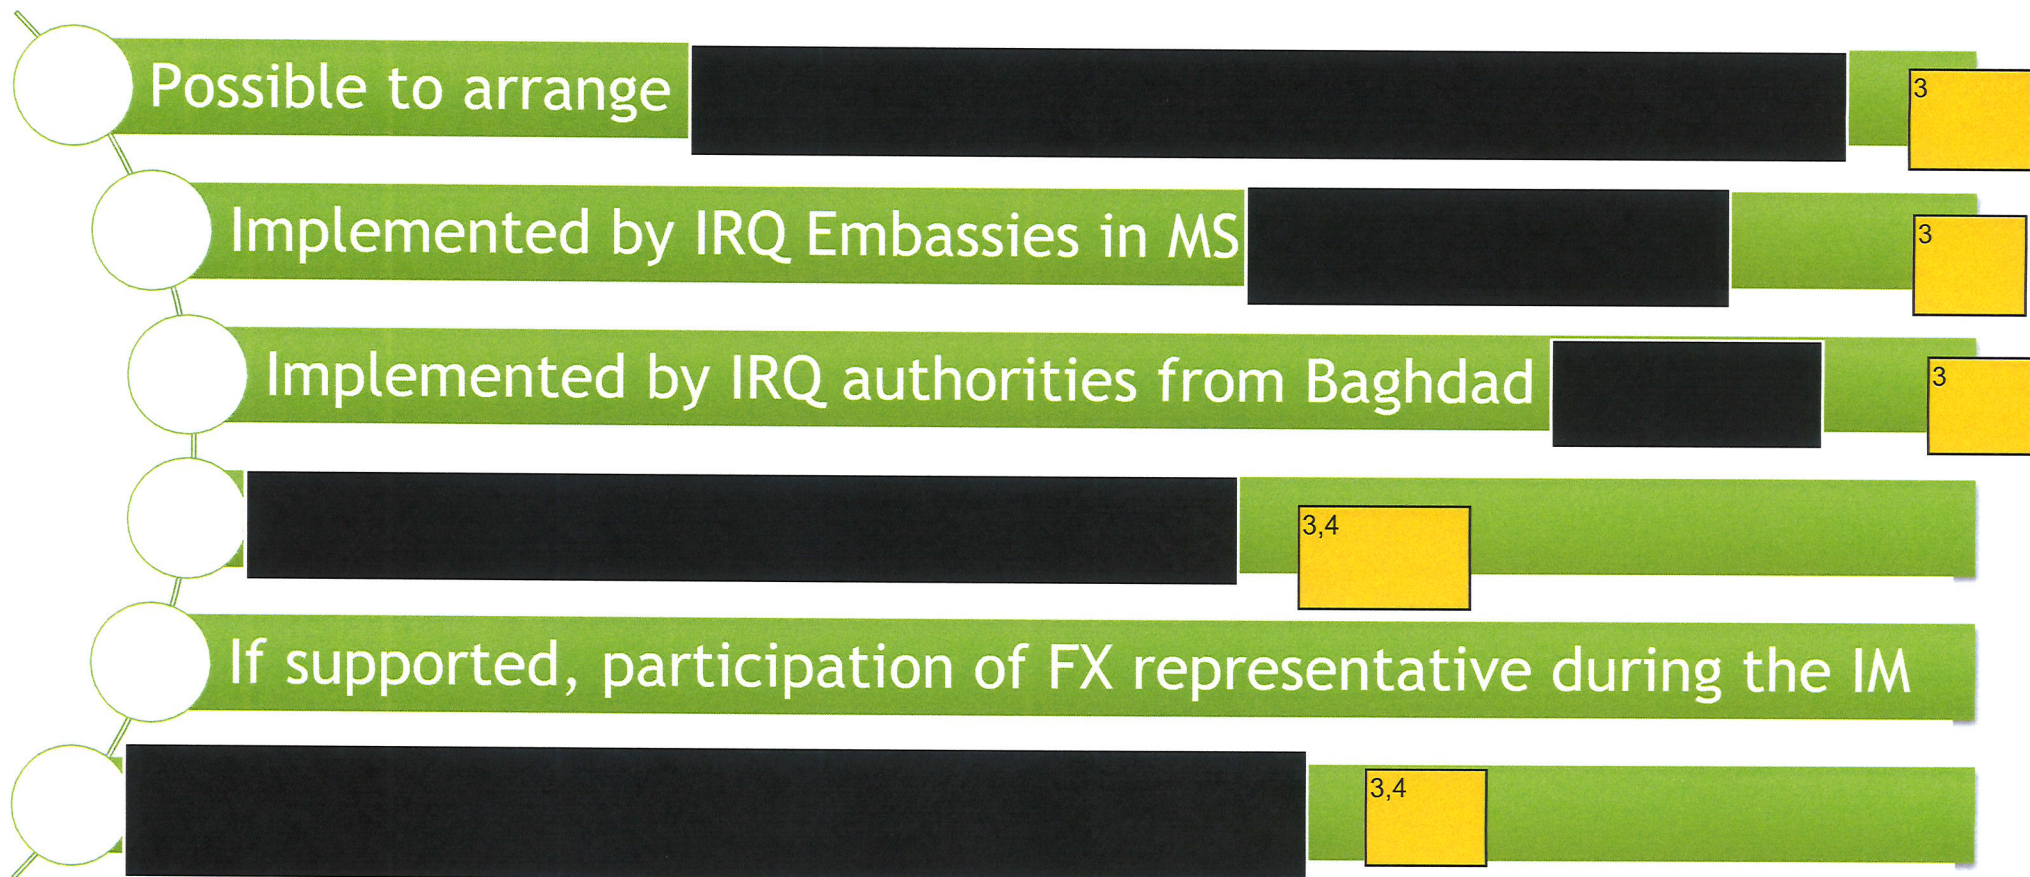 Possible to arrange
3
Implemented by IRQ Embassies in MS
3
Implemented by IRQ authorities from Baghdad
3
3,4
If supported, participation of FX representative during the IM
3,4